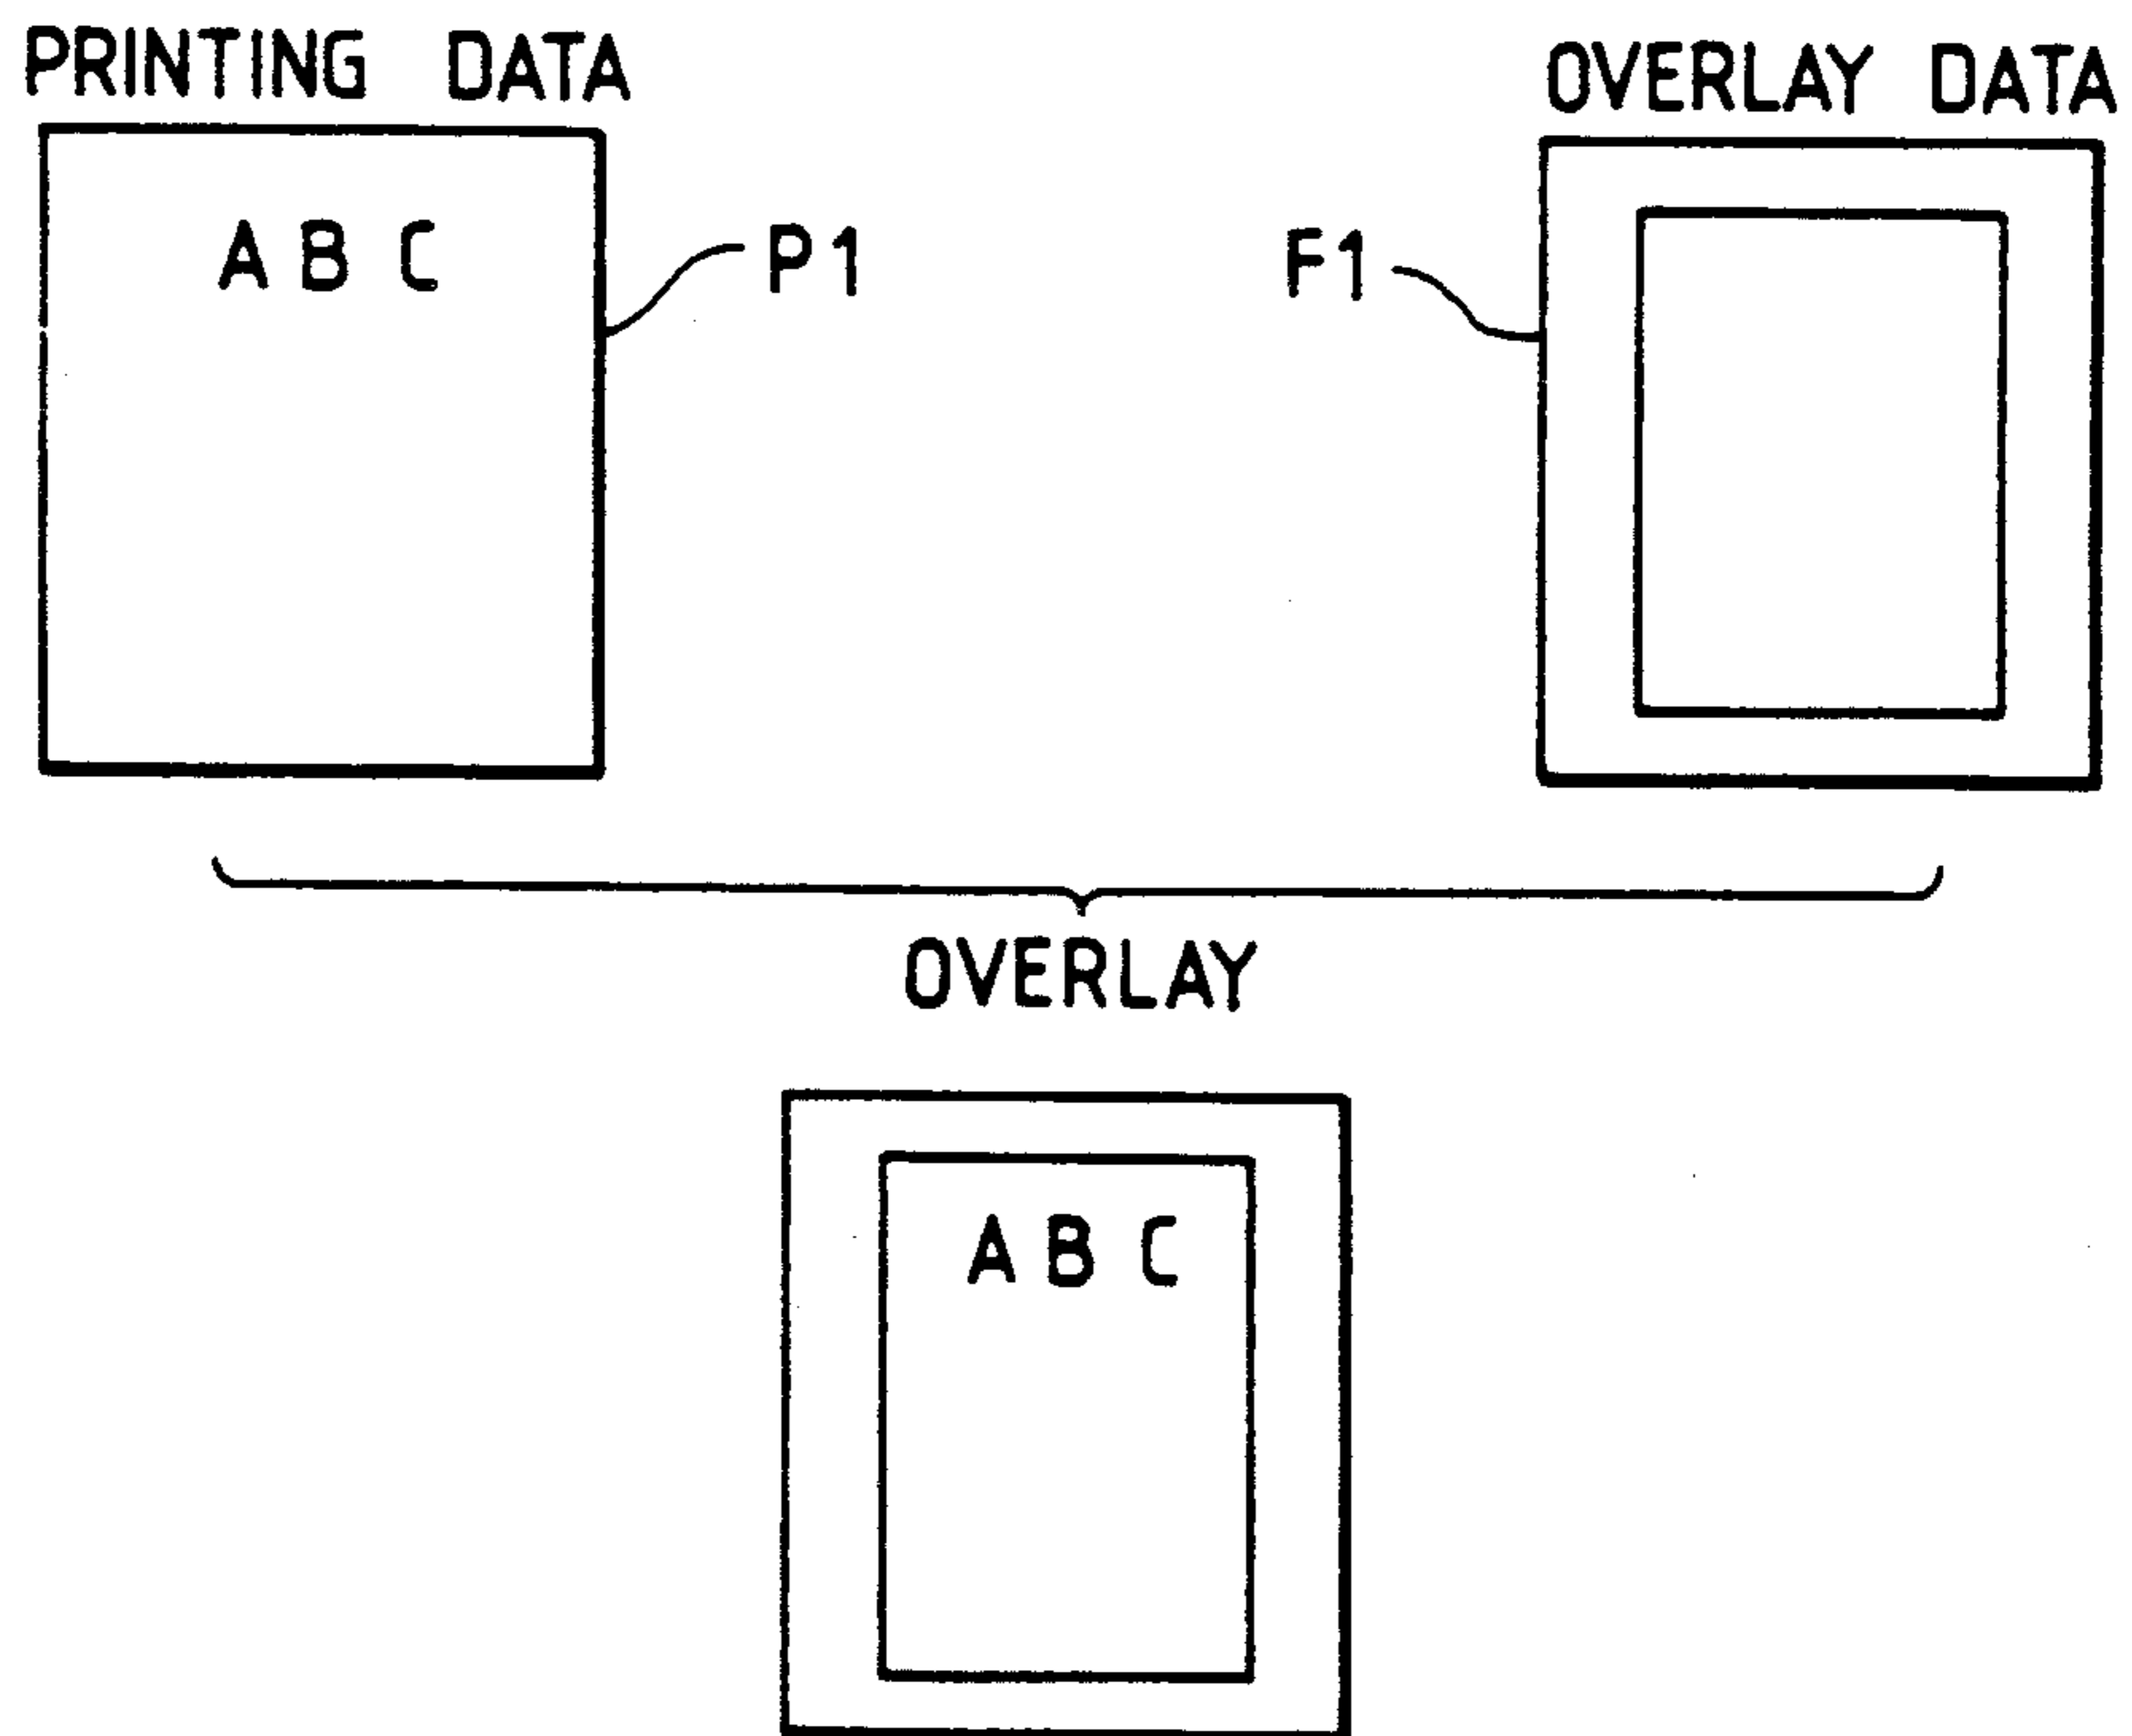 PRINTING DATA
OVERLAY DATA
A B C
P1
F1
OVERLAY
A B C